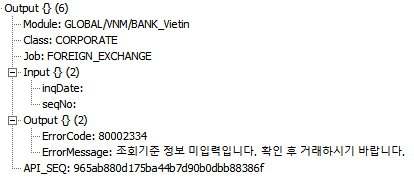 Output {} (6)
Module: GLOBAL/VNM/BANK_Vietin
Class: CORPORATE
Job: FOREIGN_EXCHANGE
Input {} (2)
inqDate:
seqNo:
Output {} (2)
ErrorCode: 80002334
ErrorMessage: 조회기준 정보 미입력입니다. 확인 후 거래하시기 바랍니다.
API_SEQ: 965ab880d175ba44b7d90b0dbb88386f